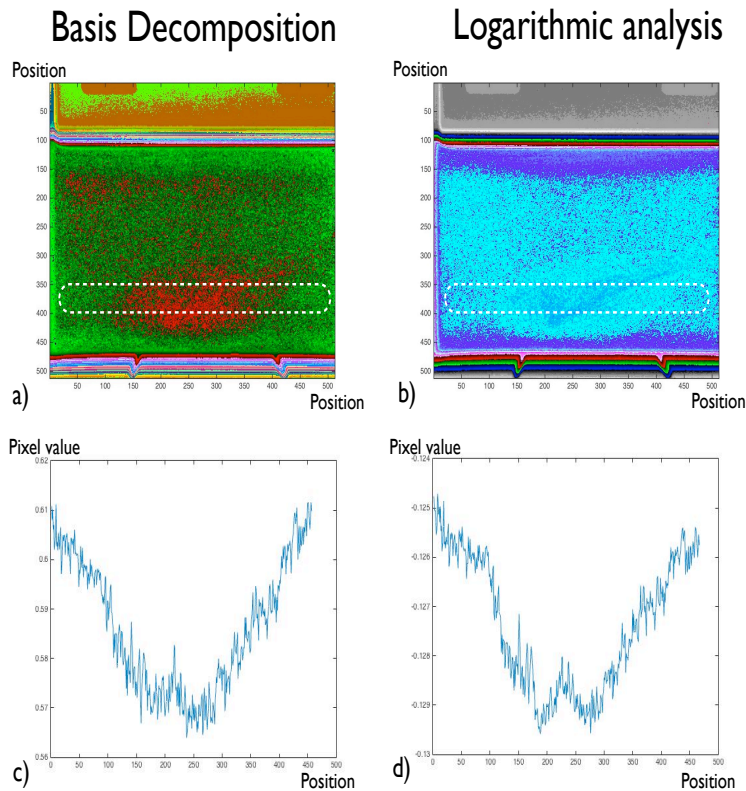 Basis Decomposition
Logarithmic analysis
Position
Position
50
100
150
200
250
300
350
400
450
500
50 100 150 200 250 300 350 400 450 500
50
100
150
200
250
300
350
400
450
500
50 100 150 200 250 300 350 400 450 500
a)
Position
b)
Position
Pixel value
Pixel value
0.62
0.61
0.6
0.59
0.58
0.57
0.56
0 50 100 150 200 250 300 350 400 450 500
-0.124
-0.125
-0.126
-0.127
-0.128
-0.129
-0.13
0 50 100 150 200 250 300 350 400 450 500
c)
Position
d)
Position